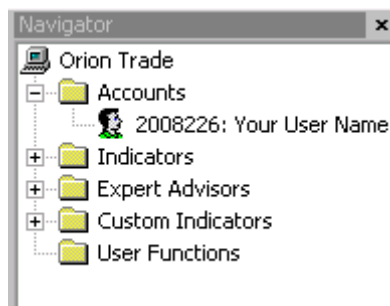 Navigator
Orion Trade
Accounts
2008226: Your User Name
Indicators
Expert Advisors
Custom Indicators
User Functions